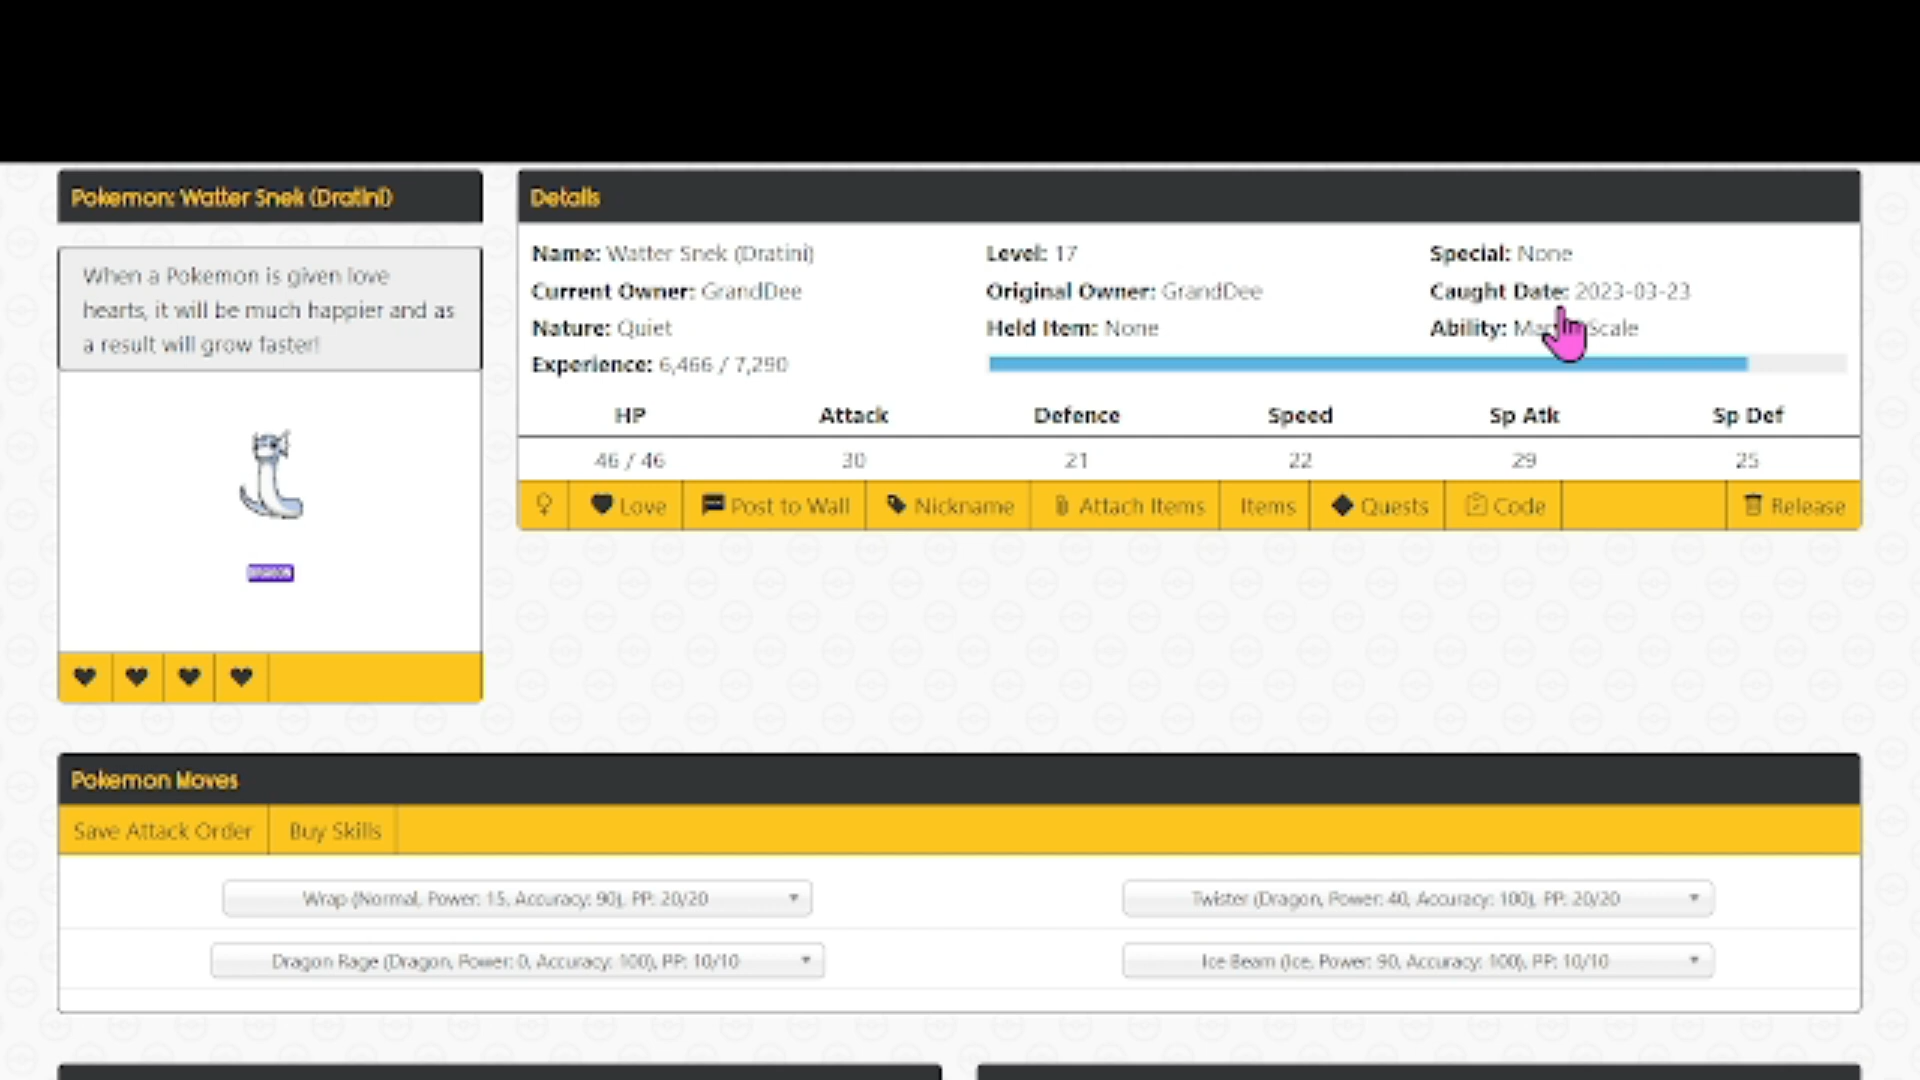 Pokemon: Watter Snek (Dratini)
When a Pokemon is given love
hearts, it will be much happier and as
a result will grow faster!
DRAGON
Details
Name: Watter Snek (Dratini) Level: 17 Special: None
Current Owner: GrandDee Original Owner: GrandDee Caught Date: 2023-03-23
Nature: Quiet Held Item: None Ability: Scale
Experience: 6,466 / 7,290
HP Attack Defence Speed Sp Atk Sp Def
46 / 46 30 21 22 29 25
Love Post to Wall Nickname Attach Items Items Quests Code Release
Pokemon Moves
Save Attack Order Buy Skills
Wrap (Normal, Power: 15, Accuracy: 90), PP: 20/20 Twister (Dragon, Power: 40, Accuracy: 100), PP: 20/20
Dragon Rage (Dragon, Power: 0, Accuracy: 100), PP: 10/10 Ice Beam (Ice, Power: 90, Accuracy: 100), PP: 10/10